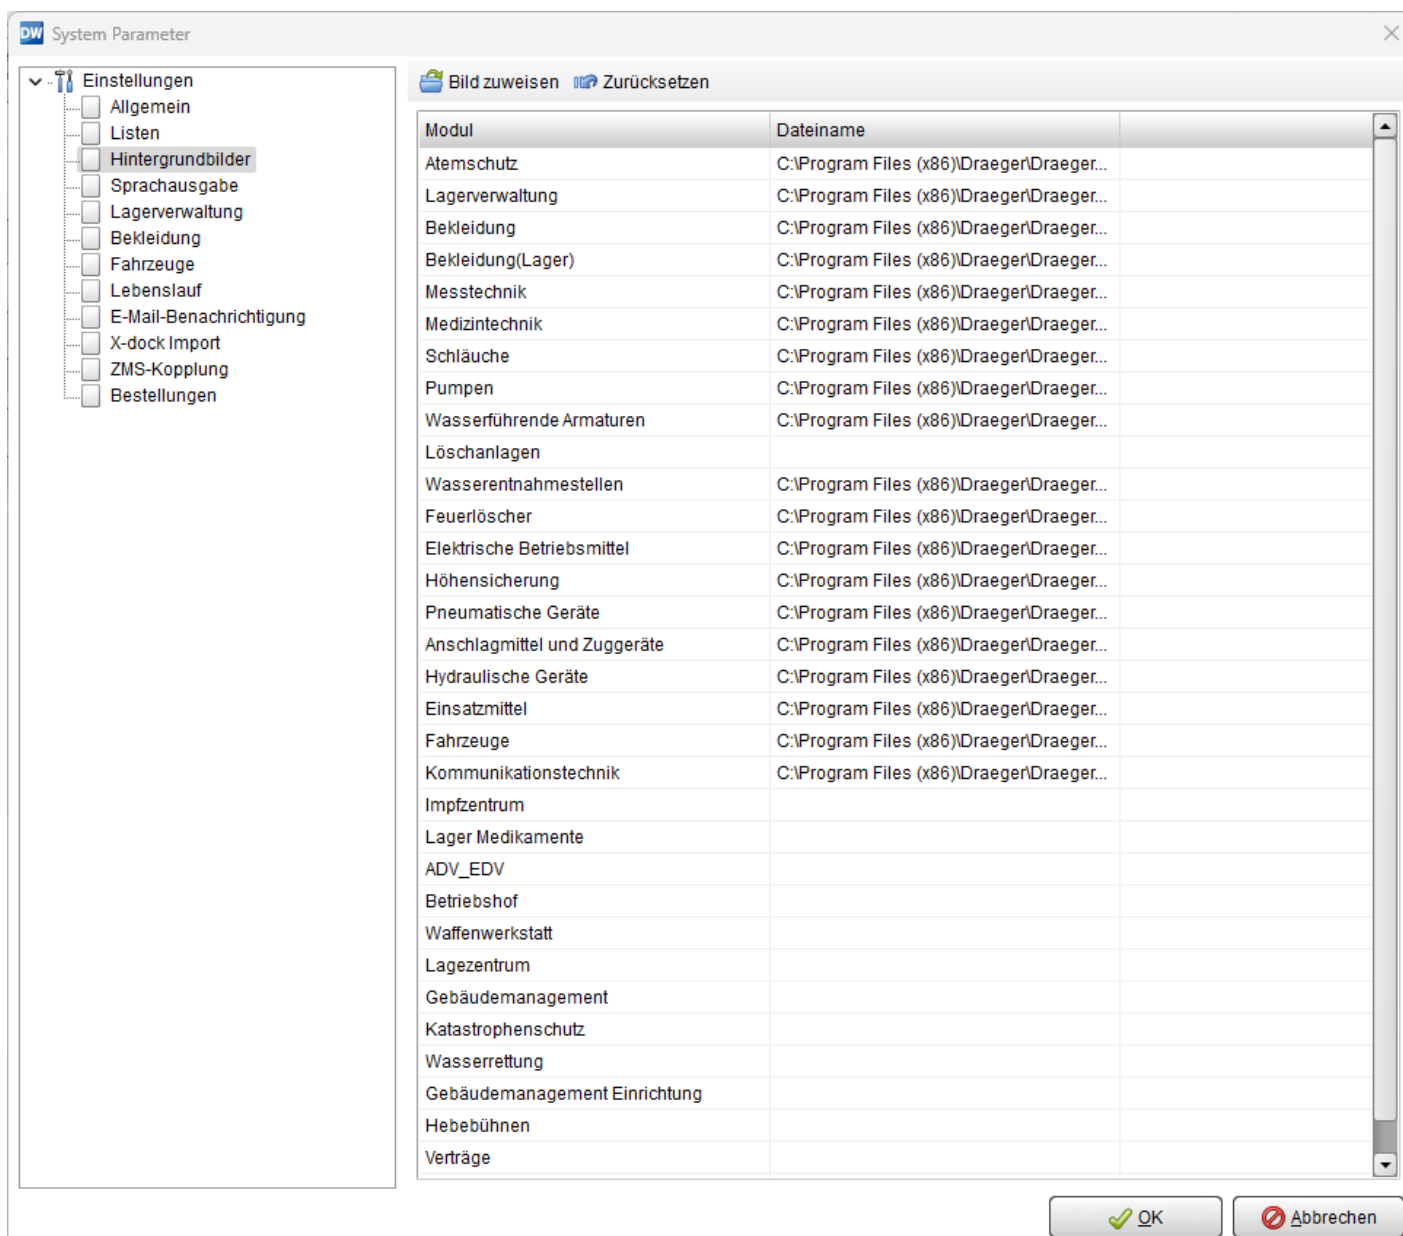 DW System Parameter
Einstellungen
Allgemein
Listen
Hintergrundbilder
Sprachausgabe
Lagerverwaltung
Bekleidung
Fahrzeuge
Lebenslauf
E-Mail-Benachrichtigung
X-dock Import
ZMS-Kopplung
Bestellungen
Bild zuweisen Zurücksetzen
Modul Dateiname
Atemschutz C:\Program Files (x86)\Draeger\Draeger...
Lagerverwaltung C:\Program Files (x86)\Draeger\Draeger...
Bekleidung C:\Program Files (x86)\Draeger\Draeger...
Bekleidung(Lager) C:\Program Files (x86)\Draeger\Draeger...
Messtechnik C:\Program Files (x86)\Draeger\Draeger...
Medizintechnik C:\Program Files (x86)\Draeger\Draeger...
Schläuche C:\Program Files (x86)\Draeger\Draeger...
Pumpen C:\Program Files (x86)\Draeger\Draeger...
Wasserführende Armaturen C:\Program Files (x86)\Draeger\Draeger...
Löschanlagen
Wasserentnahmestellen C:\Program Files (x86)\Draeger\Draeger...
Feuerlöscher C:\Program Files (x86)\Draeger\Draeger...
Elektrische Betriebsmittel C:\Program Files (x86)\Draeger\Draeger...
Höhensicherung C:\Program Files (x86)\Draeger\Draeger...
Pneumatische Geräte C:\Program Files (x86)\Draeger\Draeger...
Anschlagmittel und Zuggeräte C:\Program Files (x86)\Draeger\Draeger...
Hydraulische Geräte C:\Program Files (x86)\Draeger\Draeger...
Einsatzmittel C:\Program Files (x86)\Draeger\Draeger...
Fahrzeuge C:\Program Files (x86)\Draeger\Draeger...
Kommunikationstechnik C:\Program Files (x86)\Draeger\Draeger...
Impfzentrum
Lager Medikamente
ADV_EDV
Betriebshof
Waffenwerkstatt
Lagezentrum
Gebäudemanagement
Katastrophenschutz
Wasserrettung
Gebäudemanagement Einrichtung
Hebebühnen
Verträge
OK Abbrechen